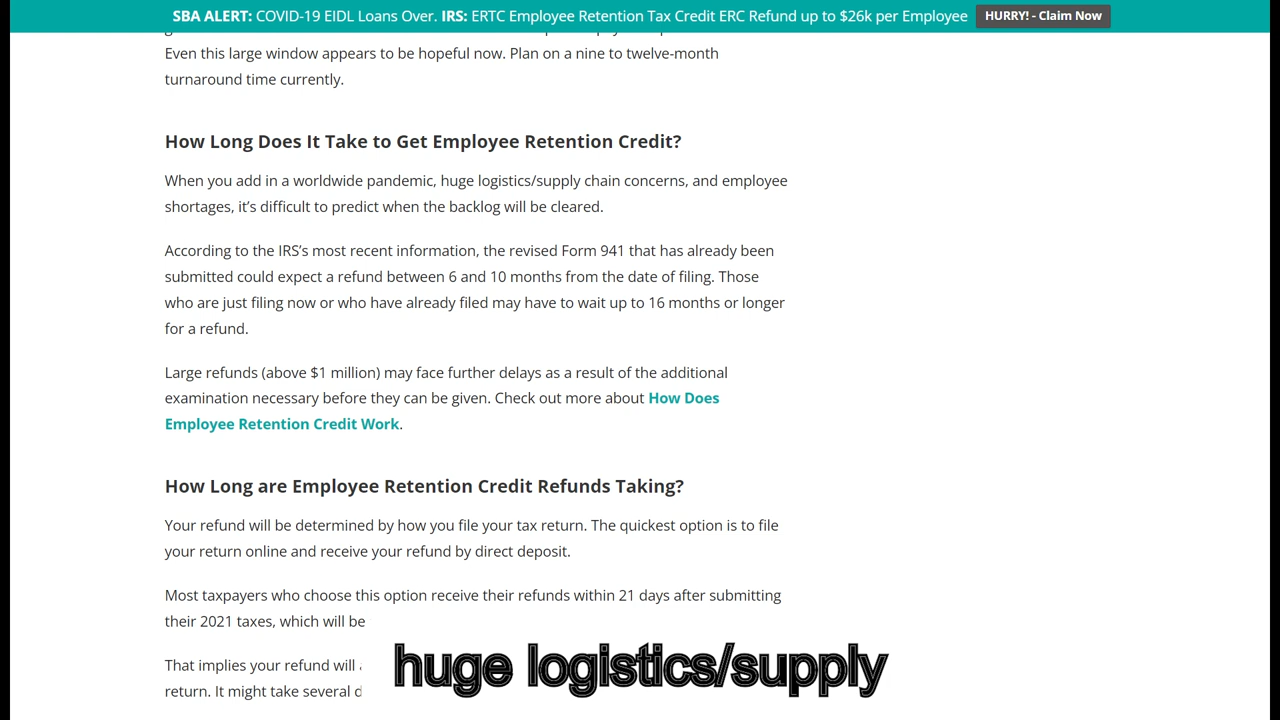 SBA ALERT: COVID-19 EIDL Loans Over. IRS: ERTC Employee Retention Tax Credit ERC Refund up to $26k per Employee HURRY! - Claim Now
Even this large window appears to be hopeful now. Plan on a nine to twelve-month
turnaround time currently.
How Long Does It Take to Get Employee Retention Credit?
When you add in a worldwide pandemic, huge logistics/supply chain concerns, and employee
shortages, it’s difficult to predict when the backlog will be cleared.
According to the IRS’s most recent information, the revised Form 941 that has already been
submitted could expect a refund between 6 and 10 months from the date of filing. Those
who are just filing now or who have already filed may have to wait up to 16 months or longer
for a refund.
Large refunds (above $1 million) may face further delays as a result of the additional
examination necessary before they can be given. Check out more about How Does
Employee Retention Credit Work.
How Long are Employee Retention Credit Refunds Taking?
Your refund will be determined by how you file your tax return. The quickest option is to file
your return online and receive your refund by direct deposit.
Most taxpayers who choose this option receive their refunds within 21 days after submitting
their 2021 taxes, which will be
That implies your refund will
return. It might take several
huge logistics/supply